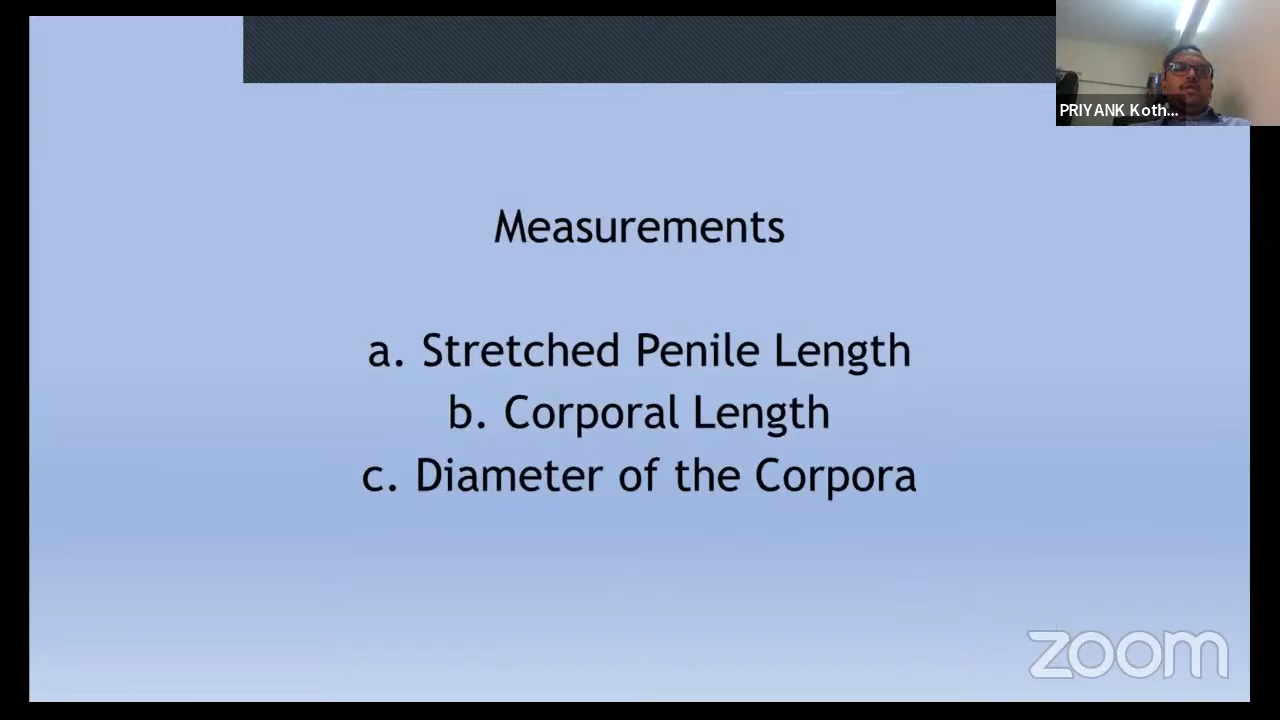 PRIYANK Koth...
Measurements
a. Stretched Penile Length
b. Corporal Length
c. Diameter of the Corpora
zoom